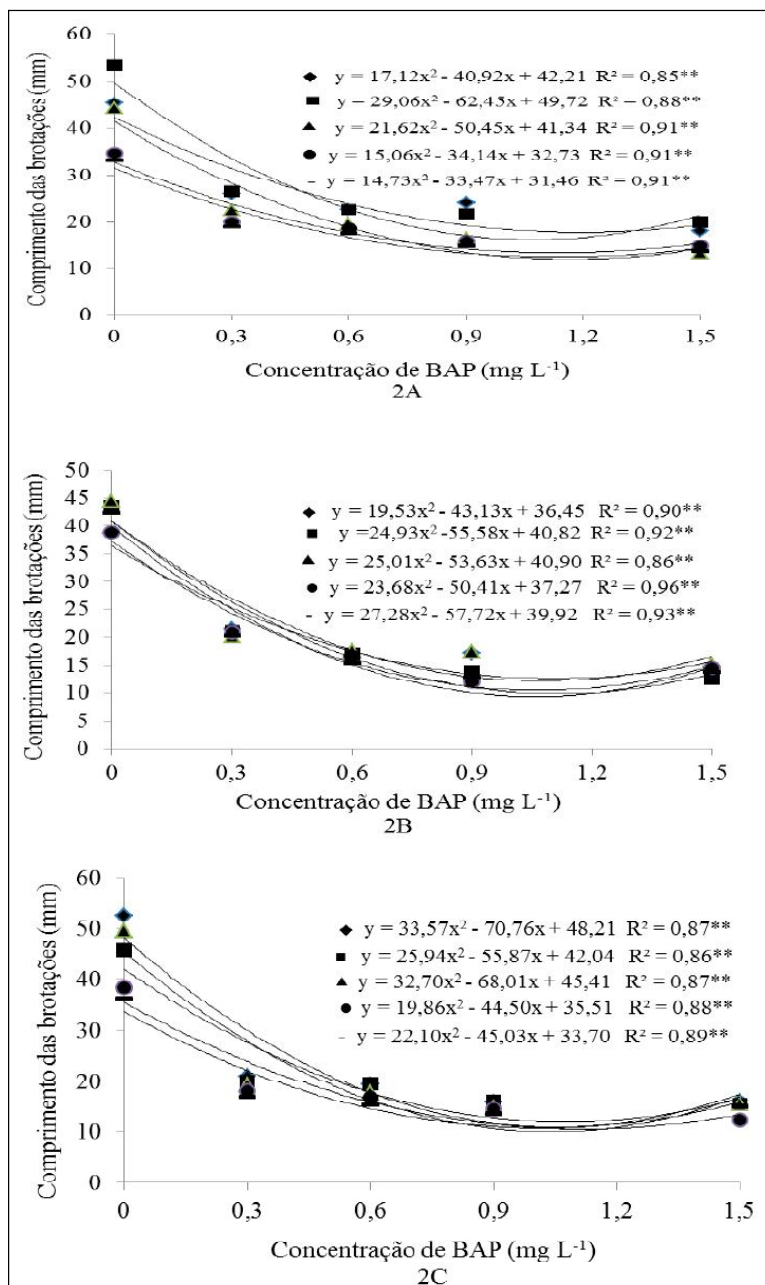 60
50
40
30
20
10
0
Comprimento das brotações (mm)
y = 17,12x² - 40,92x + 42,21 R² = 0,85**
y = 29,06x² - 62,45x + 49,72 R² = 0,88**
y = 21,62x² - 50,45x + 41,34 R² = 0,91**
y = 15,06x² - 34,14x + 32,73 R² = 0,91**
y = 14,73x² - 33,47x + 31,46 R² = 0,91**
0 0,3 0,6 0,9 1,2 1,5
Concentração de BAP (mg L⁻¹)
2A
50
45
40
35
30
25
20
15
10
5
0
Comprimento das brotações (mm)
y = 19,53x² - 43,13x + 36,45 R² = 0,90**
y = 24,93x² -55,58x + 40,82 R² = 0,92**
y = 25,01x² - 53,63x + 40,90 R² = 0,86**
y = 23,68x² - 50,41x + 37,27 R² = 0,96**
y = 27,28x² - 57,72x + 39,92 R² = 0,93**
0 0,3 0,6 0,9 1,2 1,5
Concentração de BAP (mg L⁻¹)
2B
60
50
40
30
20
10
0
Comprimento das brotações (mm)
y = 33,57x² - 70,76x + 48,21 R² = 0,87**
y = 25,94x² - 55,87x + 42,04 R² = 0,86**
y = 32,70x² - 68,01x + 45,41 R² = 0,87**
y = 19,86x² - 44,50x + 35,51 R² = 0,88**
y = 22,10x² - 45,03x + 33,70 R² = 0,89**
0 0,3 0,6 0,9 1,2 1,5
Concentração de BAP (mg L⁻¹)
2C